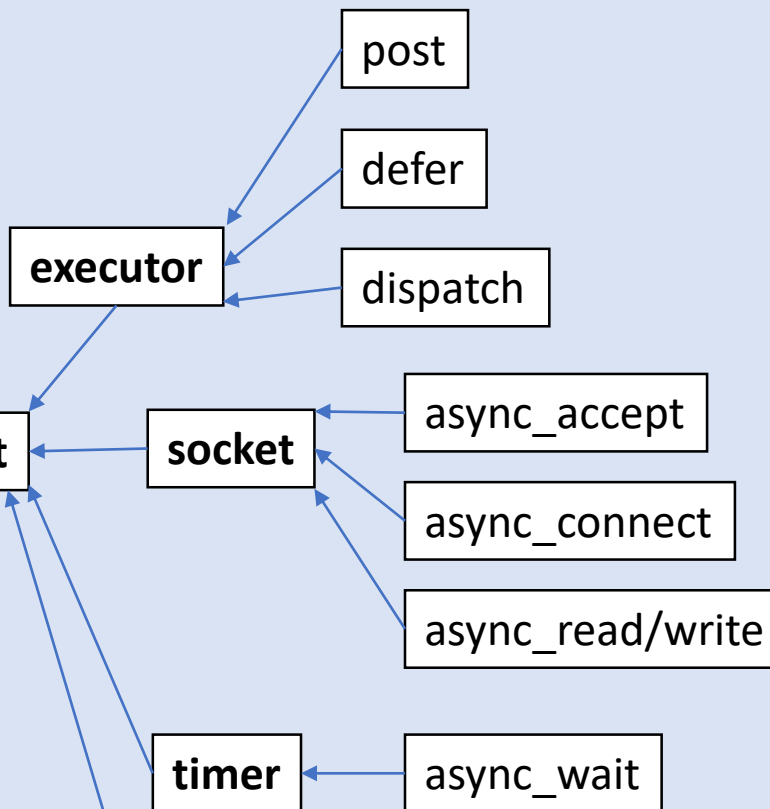 post
defer
executor
dispatch
async_accept
t
socket
async_connect
async_read/write
timer
async_wait